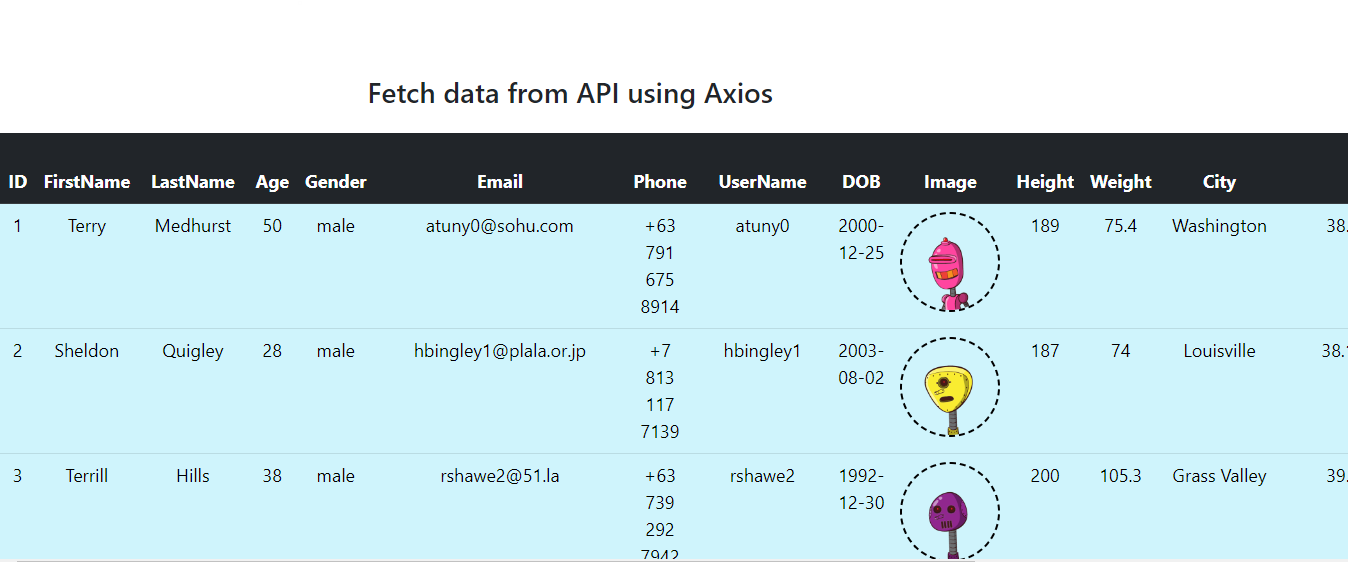 Fetch data from API using Axios
ID FirstName LastName Age Gender Email Phone UserName DOB Image Height Weight City
1 Terry Medhurst 50 male atuny0@sohu.com +63 atuny0 2000- 189 75.4 Washington 38.
791 12-25
675
8914
2 Sheldon Quigley 28 male hbingley1@plala.or.jp +7 hbingley1 2003- 187 74 Louisville 38.
813 08-02
117
7139
3 Terrill Hills 38 male rshawe2@51.la +63 rshawe2 1992- 200 105.3 Grass Valley 39.
739 12-30
292
7942